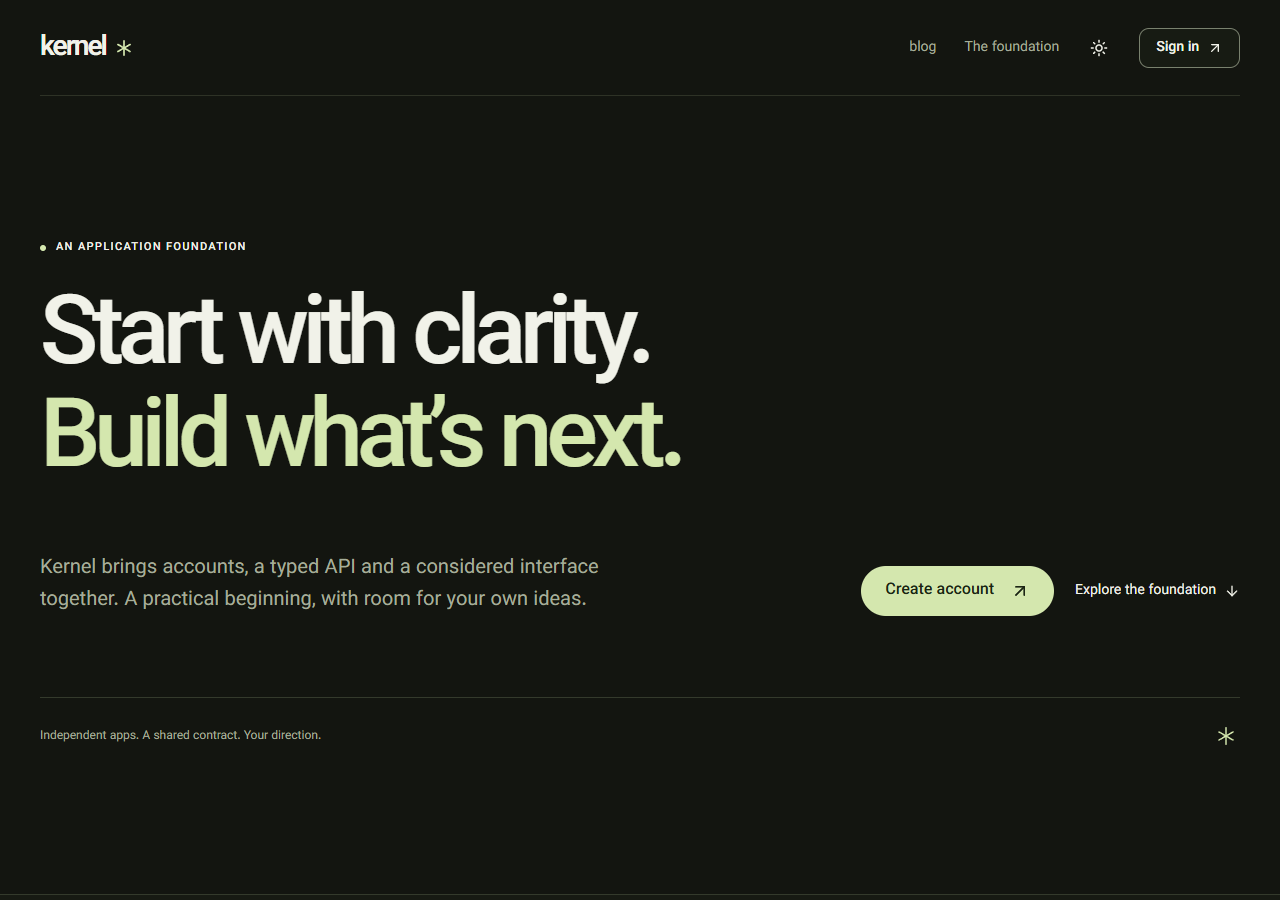 kernel
blog
The foundation
Sign in
AN APPLICATION FOUNDATION
Start with clarity.
Build what’s next.
Kernel brings accounts, a typed API and a considered interface
together. A practical beginning, with room for your own ideas.
Create account
Explore the foundation
Independent apps. A shared contract. Your direction.